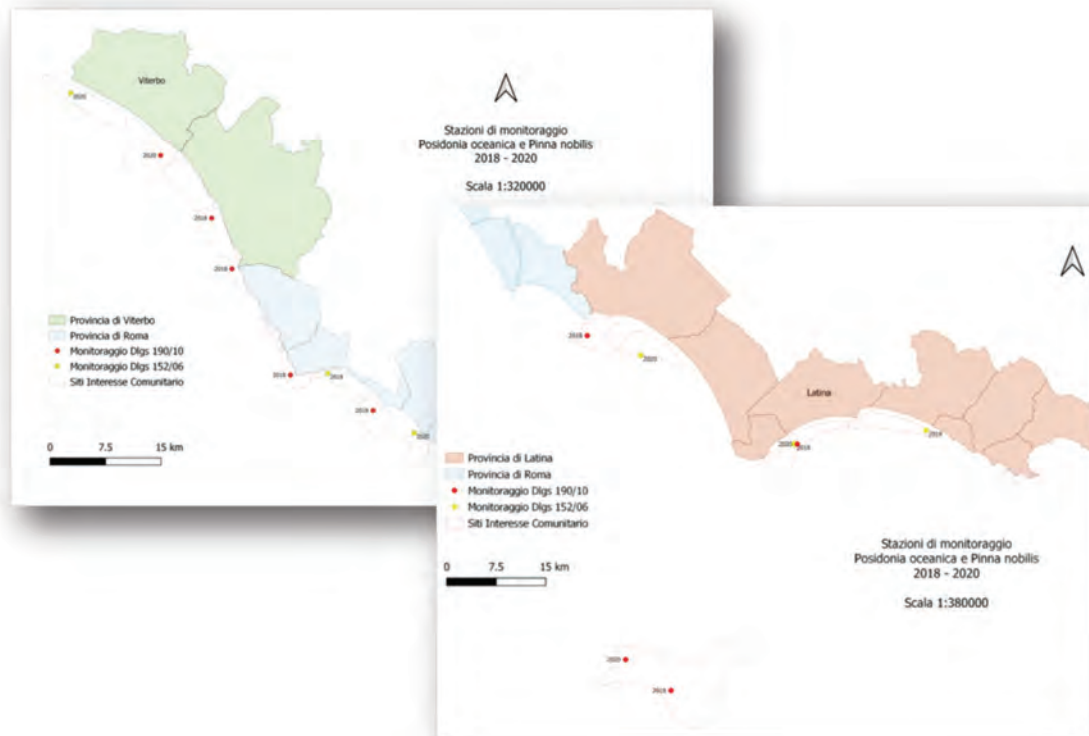 Viterbo
2020
Stazioni di monitoraggio
Posidonia oceanica e Pinna nobilis
2018 - 2020
Scala 1:320000
2020
2018
2018
Provincia di Viterbo
Provincia di Roma
Monitoraggio Dlgs 190/10
Monitoraggio Dlgs 152/06
Siti Interesse Comunitario
2018
2018
2018
2020
0 7.5 15 km
2018
2020
Latina
2018
2020
Provincia di Latina
Provincia di Roma
Monitoraggio Dlgs 190/10
Monitoraggio Dlgs 152/06
Siti Interesse Comunitario
0 7.5 15 km
Stazioni di monitoraggio
Posidonia oceanica e Pinna nobilis
2018 - 2020
Scala 1:380000
2020
2018